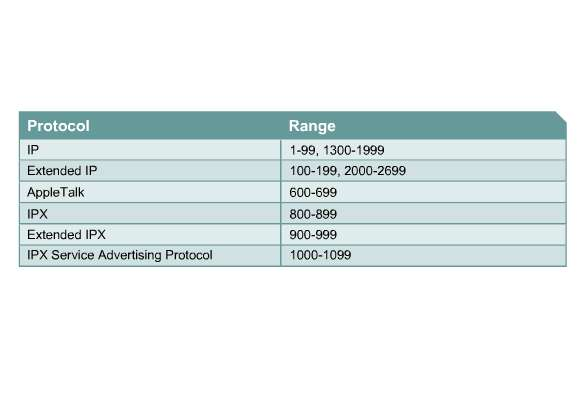 Protocol Range
IP 1-99, 1300-1999
Extended IP 100-199, 2000-2699
AppleTalk 600-699
IPX 800-899
Extended IPX 900-999
IPX Service Advertising Protocol 1000-1099